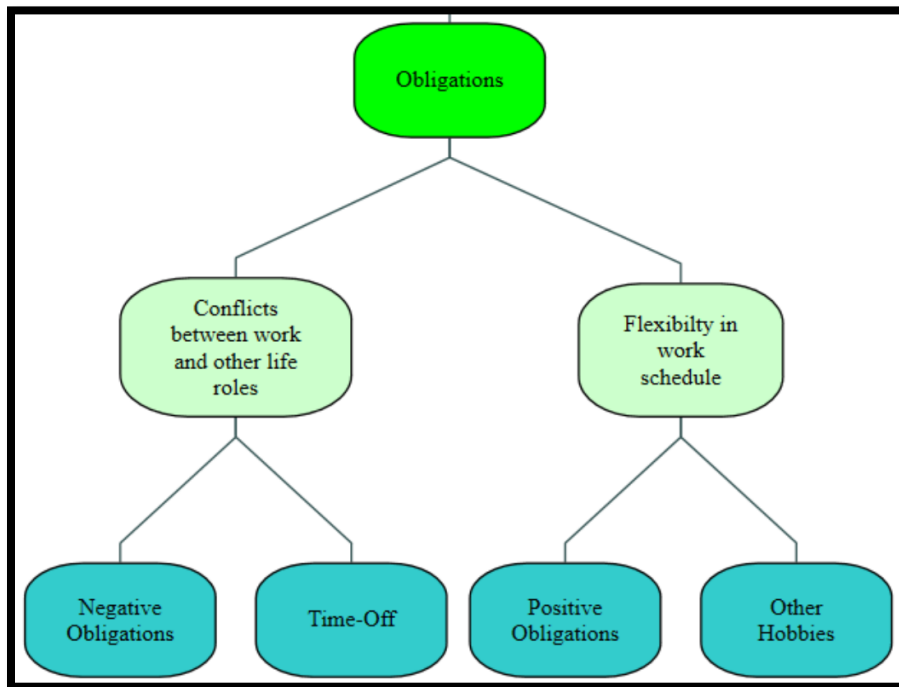 Obligations
Conflicts
between work
and other life
roles
Flexibilty in
work
schedule
Negative
Obligations
Time-Off
Positive
Obligations
Other
Hobbies